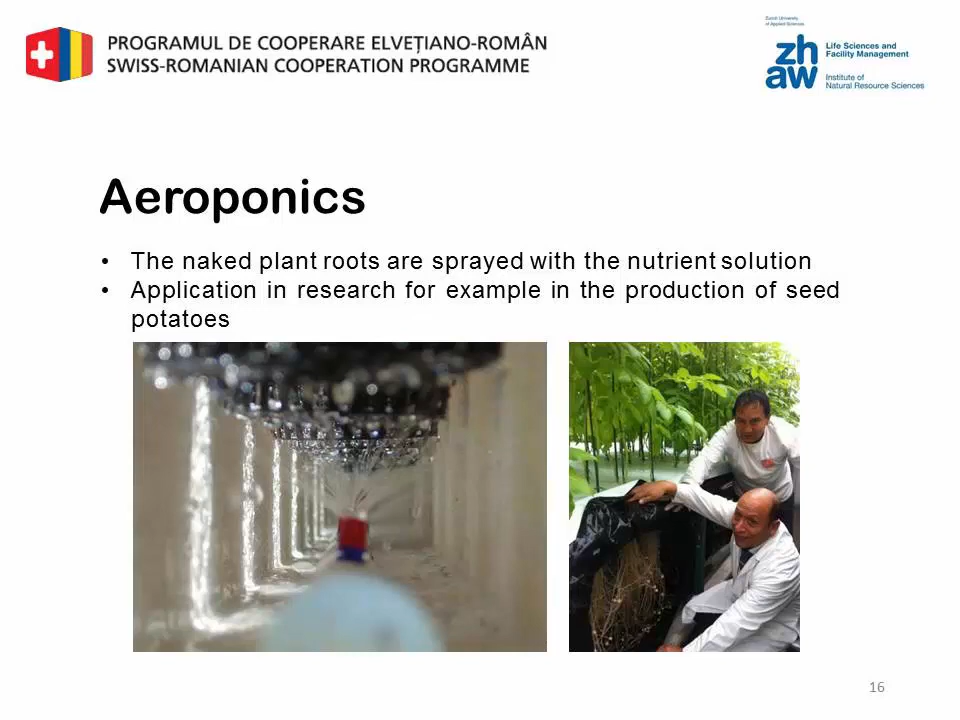 PROGRAMUL DE COOPERARE ELVEȚIANO-ROMÂN
SWISS-ROMANIAN COOPERATION PROGRAMME
Zurich University
of Applied Sciences
zh
aw
Life Sciences and
Facility Management
Institute of
Natural Resource Sciences
Aeroponics
• The naked plant roots are sprayed with the nutrient solution
• Application in research for example in the production of seed
potatoes
16